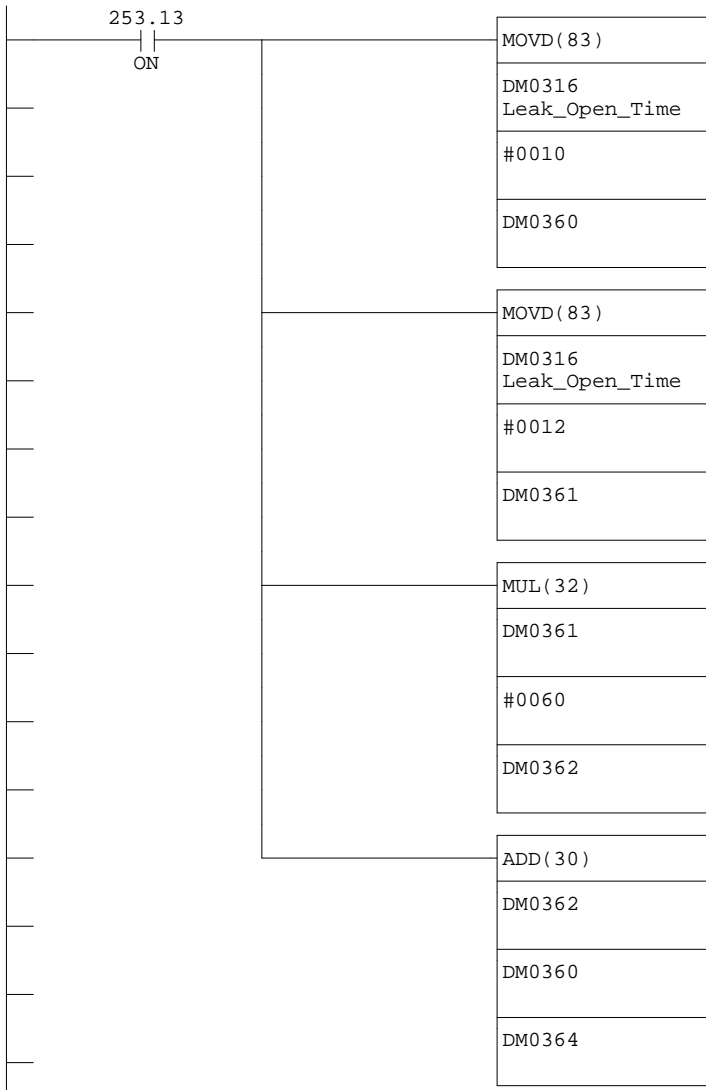 253.13
ON
MOVD(83)
DM0316
Leak_Open_Time
#0010
DM0360
MOVD(83)
DM0316
Leak_Open_Time
#0012
DM0361
MUL(32)
DM0361
#0060
DM0362
ADD(30)
DM0362
DM0360
DM0364